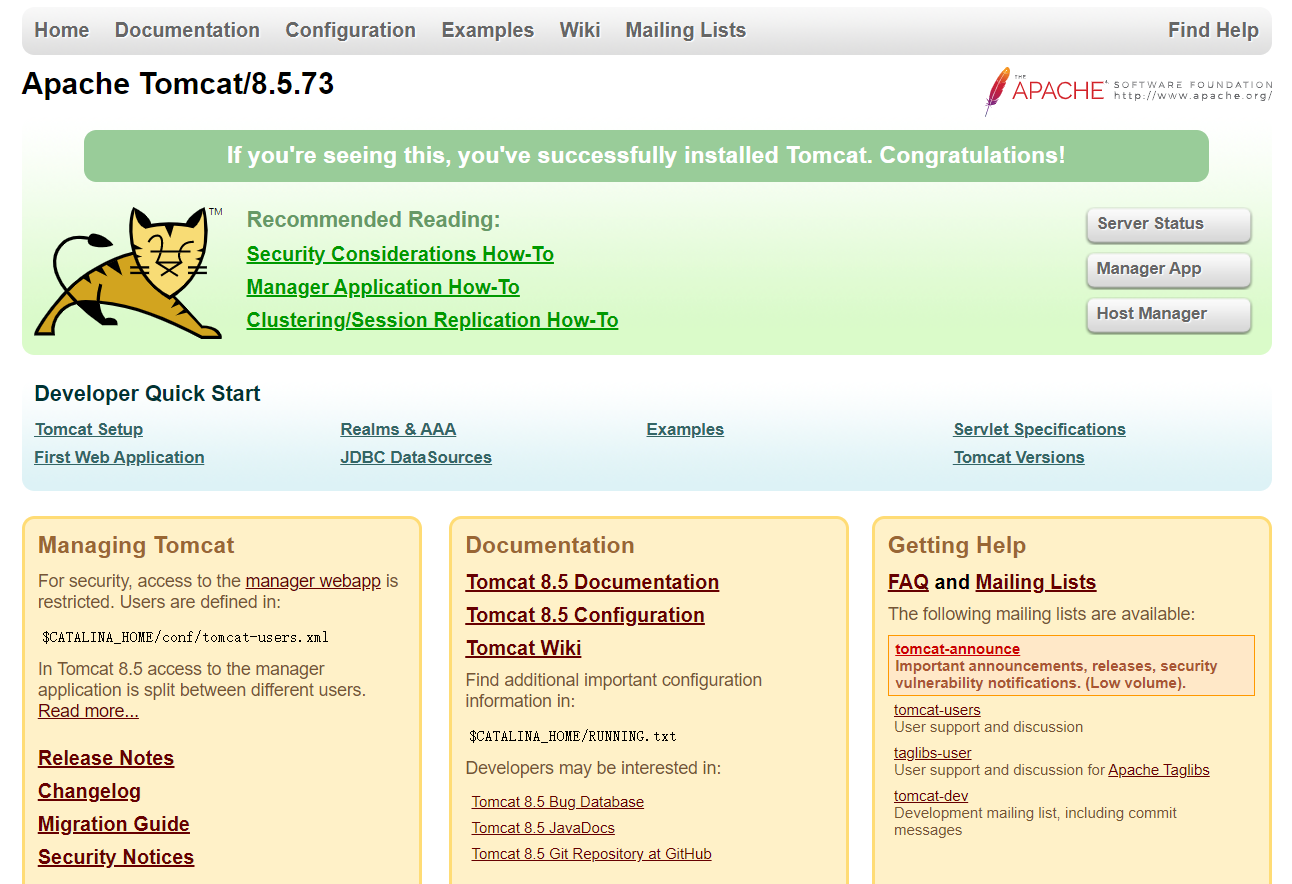 Home Documentation Configuration Examples Wiki Mailing Lists Find Help
Apache Tomcat/8.5.73
THE
APACHE
SOFTWARE FOUNDATION
http://www.apache.org/
If you're seeing this, you've successfully installed Tomcat. Congratulations!
TM
Recommended Reading:
Security Considerations How-To
Manager Application How-To
Clustering/Session Replication How-To
Server Status
Manager App
Host Manager
Developer Quick Start
Tomcat Setup
First Web Application
Realms & AAA
JDBC DataSources
Examples
Servlet Specifications
Tomcat Versions
Managing Tomcat
For security, access to the manager webapp is
restricted. Users are defined in:
$CATALINA_HOME/conf/tomcat-users.xml
In Tomcat 8.5 access to the manager
application is split between different users.
Read more...
Release Notes
Changelog
Migration Guide
Security Notices
Documentation
Tomcat 8.5 Documentation
Tomcat 8.5 Configuration
Tomcat Wiki
Find additional important configuration
information in:
$CATALINA_HOME/RUNNING.txt
Developers may be interested in:
Tomcat 8.5 Bug Database
Tomcat 8.5 JavaDocs
Tomcat 8.5 Git Repository at GitHub
Getting Help
FAQ and Mailing Lists
The following mailing lists are available:
tomcat-announce
Important announcements, releases, security
vulnerability notifications. (Low volume).
tomcat-users
User support and discussion
taglibs-user
User support and discussion for Apache Taglibs
tomcat-dev
Development mailing list, including commit
messages